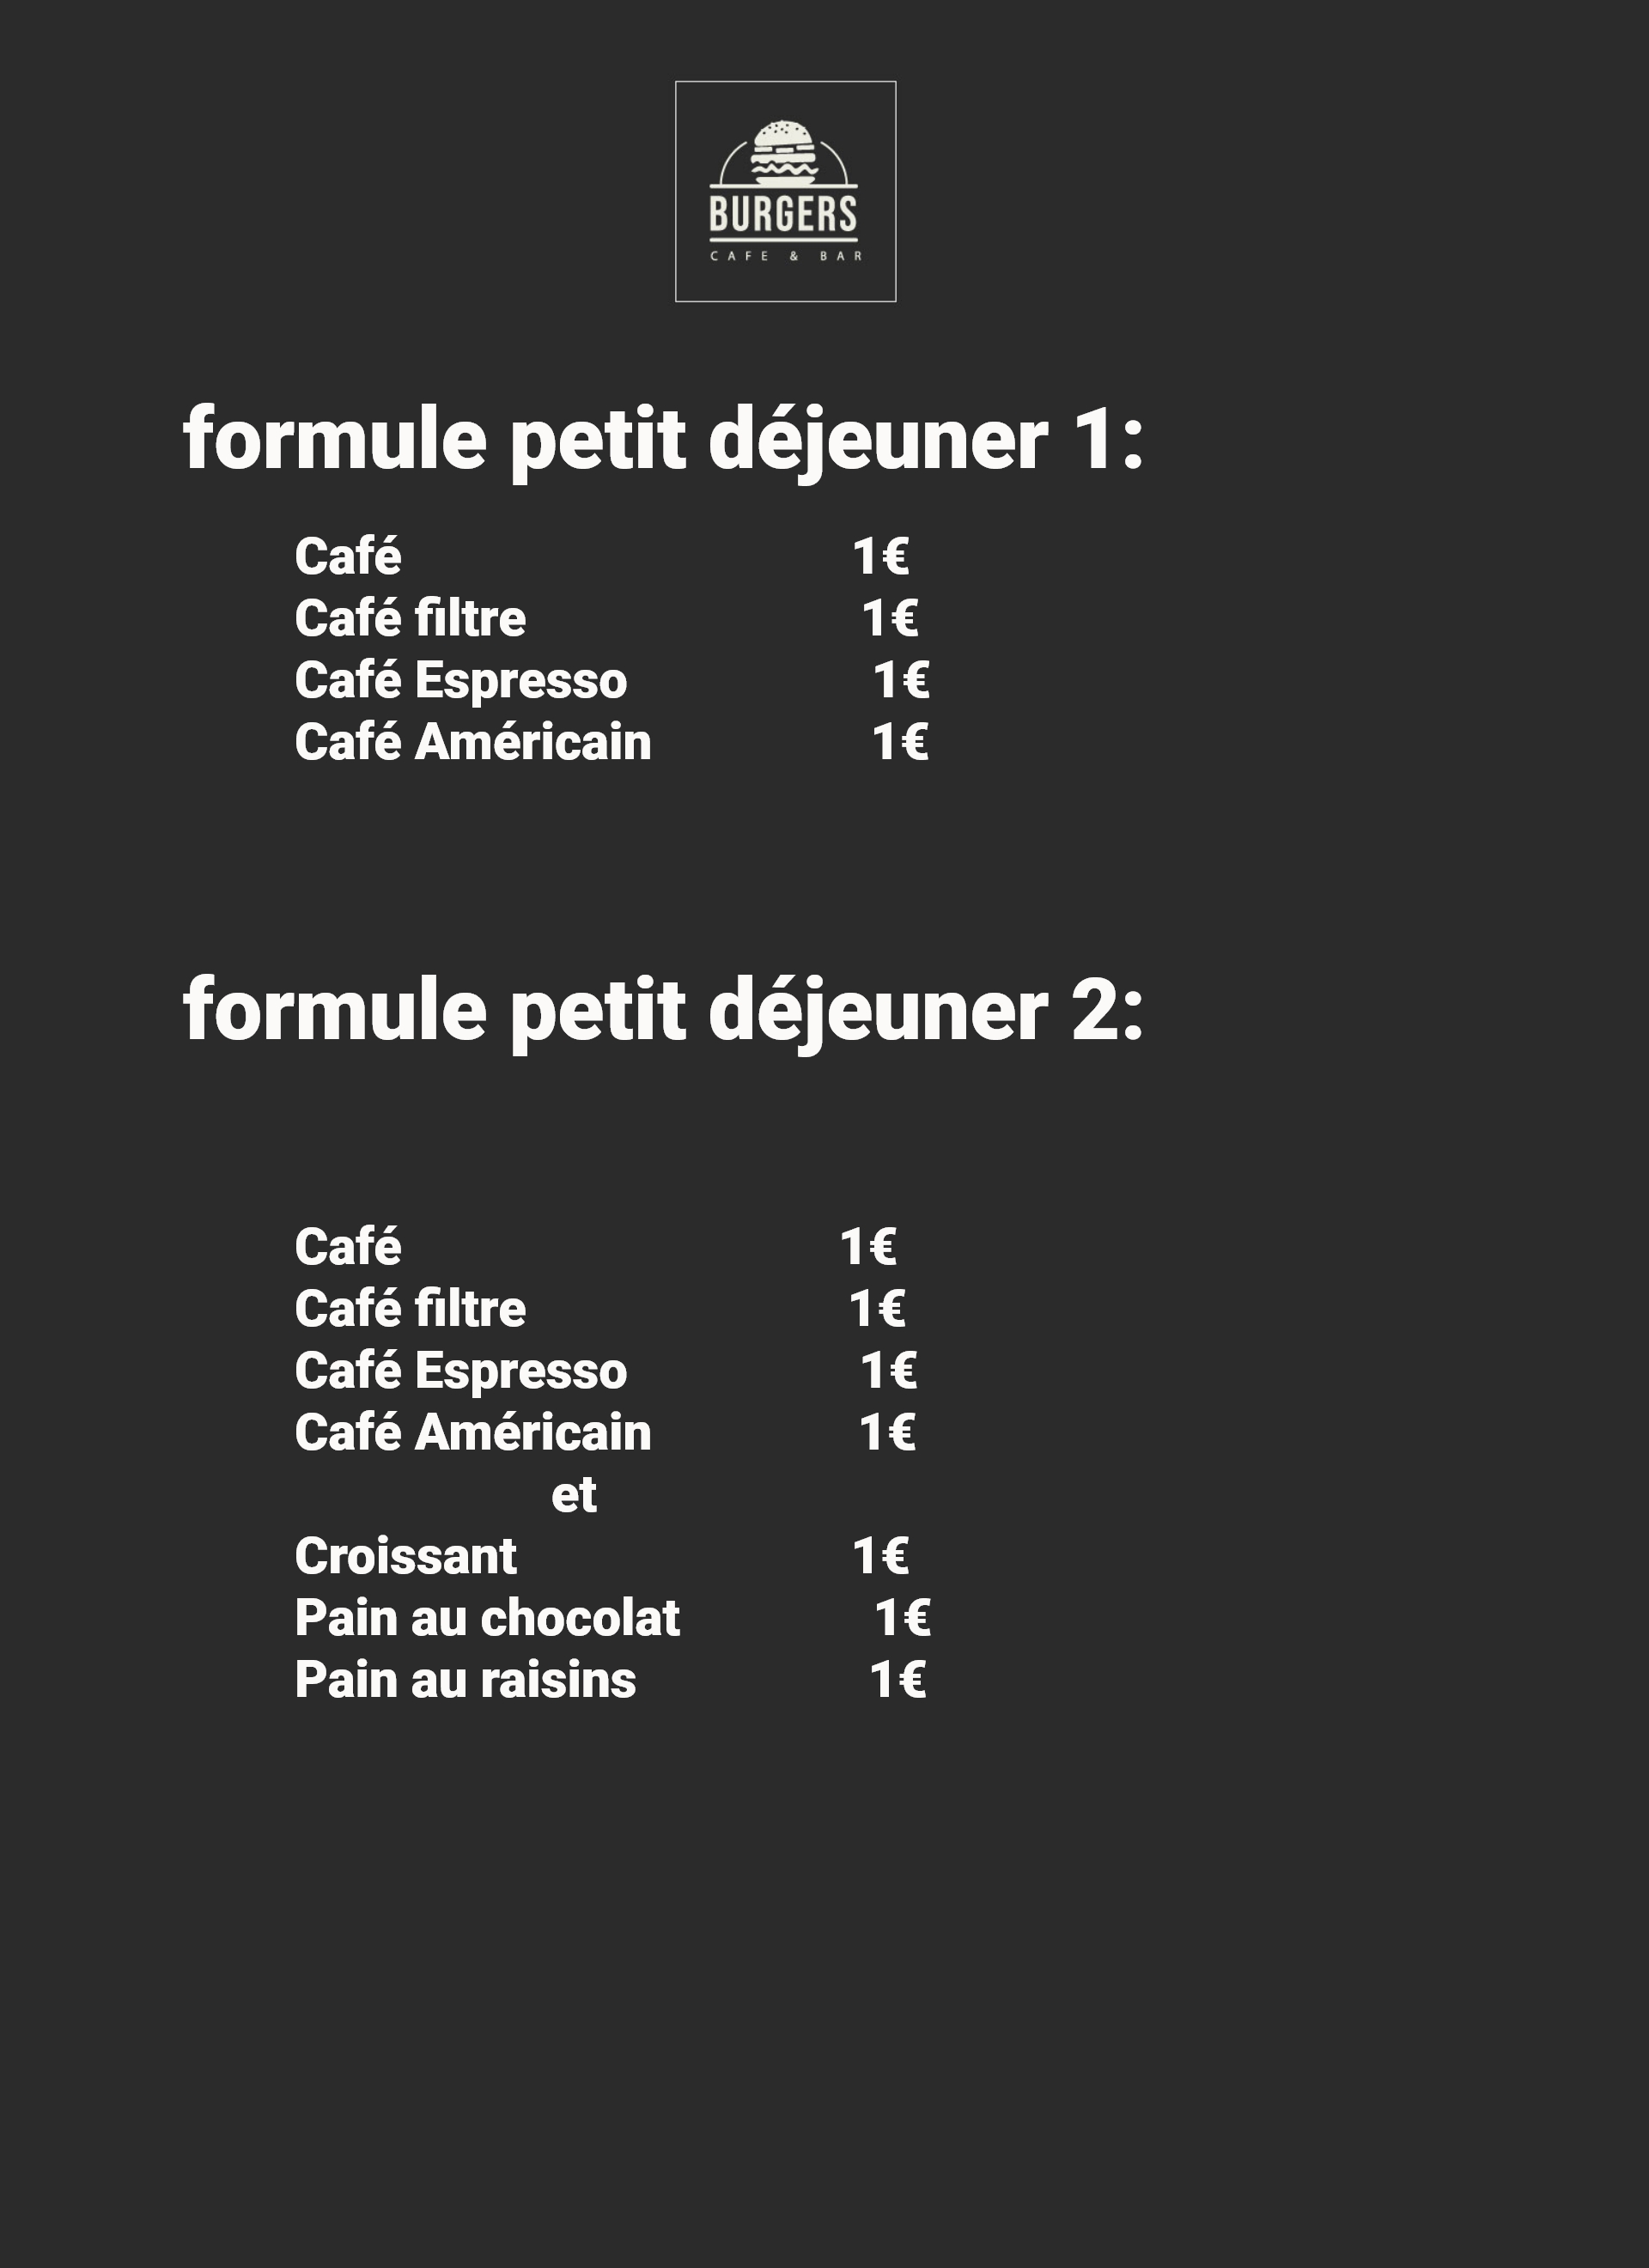 BURGERS
CAFE & BAR
formule petit déjeuner 1:
Café 1€
Café filtre 1€
Café Espresso 1€
Café Américain 1€
formule petit déjeuner 2:
Café 1€
Café filtre 1€
Café Espresso 1€
Café Américain 1€
et
Croissant 1€
Pain au chocolat 1€
Pain au raisins 1€